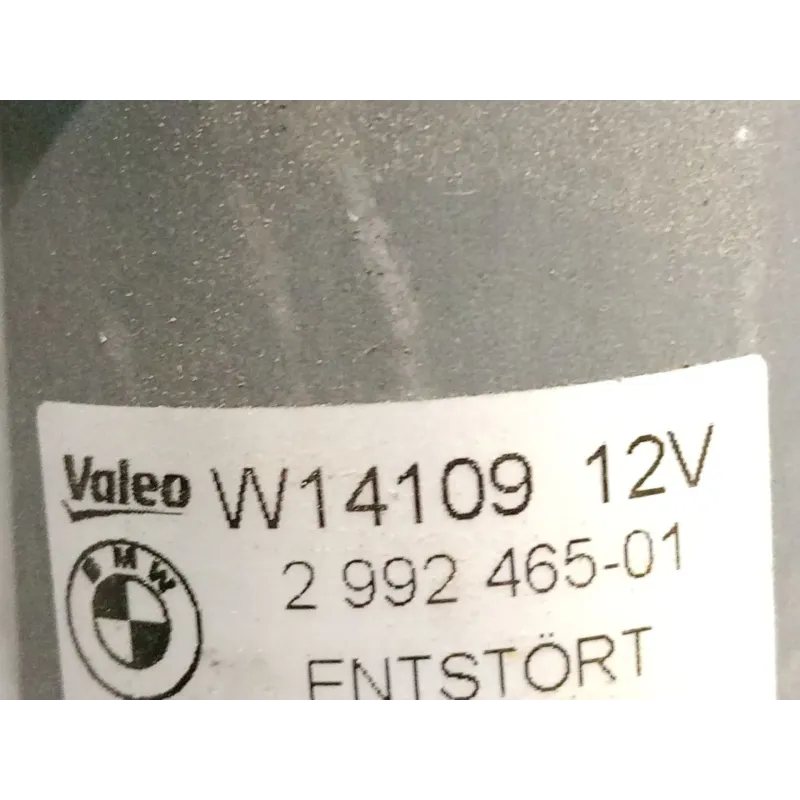 Valeo W14109 12V
BMW 2 992 465-01
ENTSTÖRT